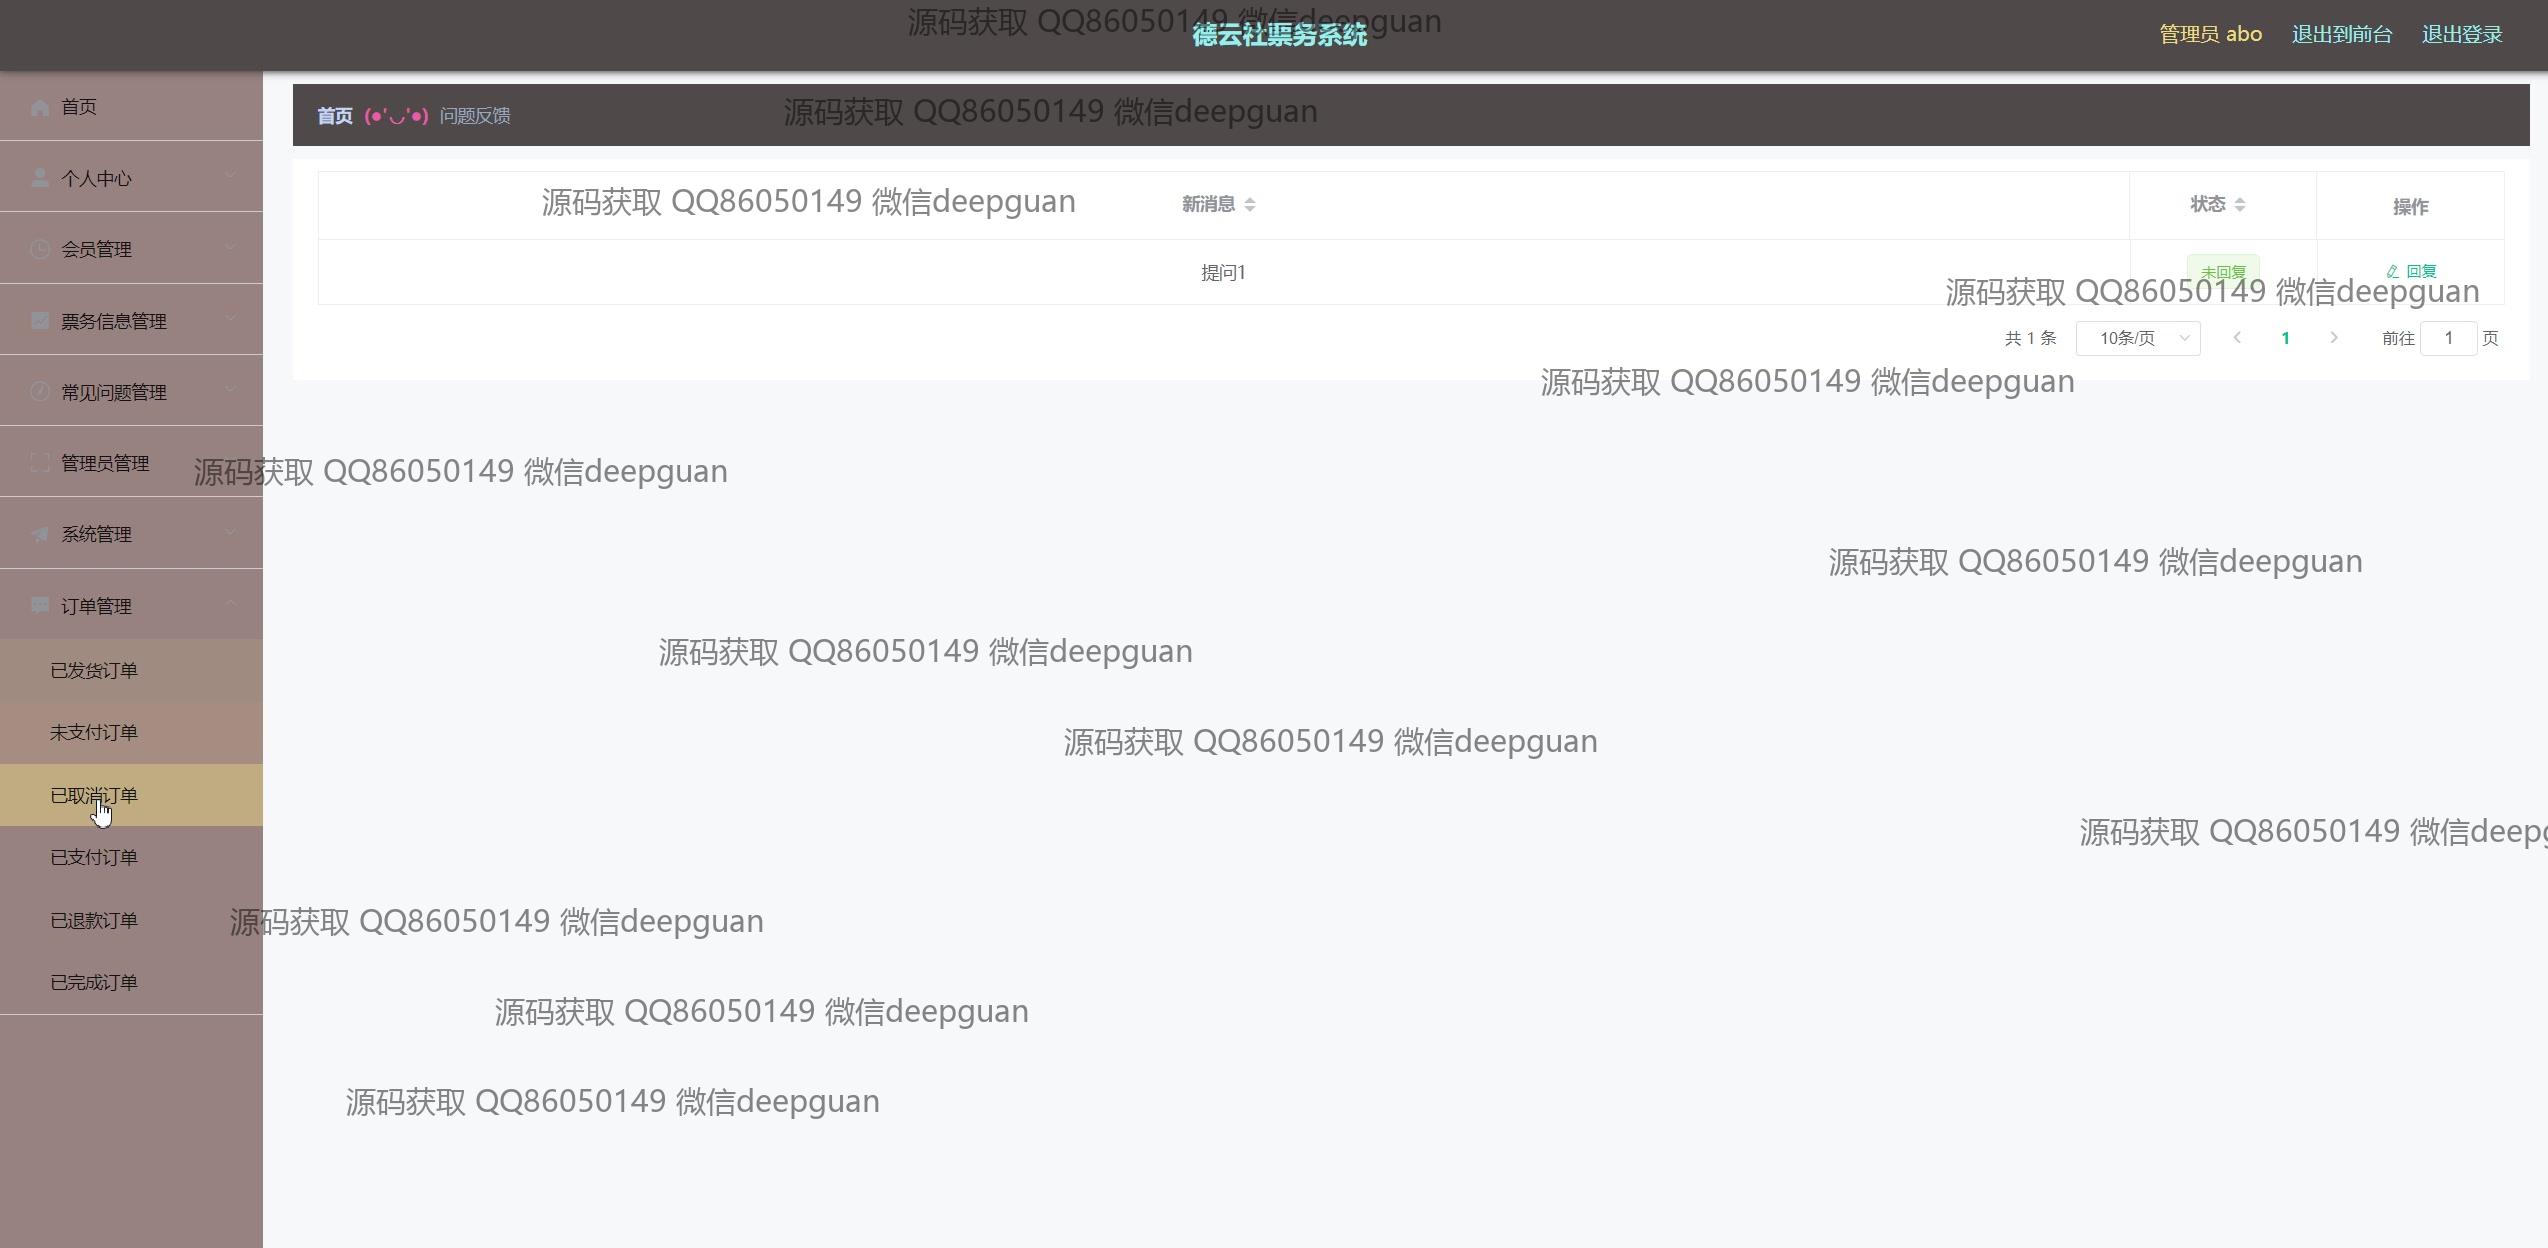 源码获取 QQ86050149 微信deepguan
德云社票务系统
管理员 abo 退出到前台 退出登录
首页
个人中心
会员管理
票务信息管理
常见问题管理
管理员管理
系统管理
订单管理
已发货订单
未支付订单
已取消订单
已支付订单
已退款订单
已完成订单
首页 (●'◡'●) 问题反馈
源码获取 QQ86050149 微信deepguan
新消息 状态 操作
源码获取 QQ86050149 微信deepguan
提问1 未回复 回复
源码获取 QQ86050149 微信deepguan
共 1 条 10条/页 1 前往 1 页
源码获取 QQ86050149 微信deepguan
源码获取 QQ86050149 微信deepguan
源码获取 QQ86050149 微信deepguan
源码获取 QQ86050149 微信deepguan
源码获取 QQ86050149 微信deepguan
源码获取 QQ86050149 微信deepg
源码获取 QQ86050149 微信deepguan
源码获取 QQ86050149 微信deepguan
源码获取 QQ86050149 微信deepguan